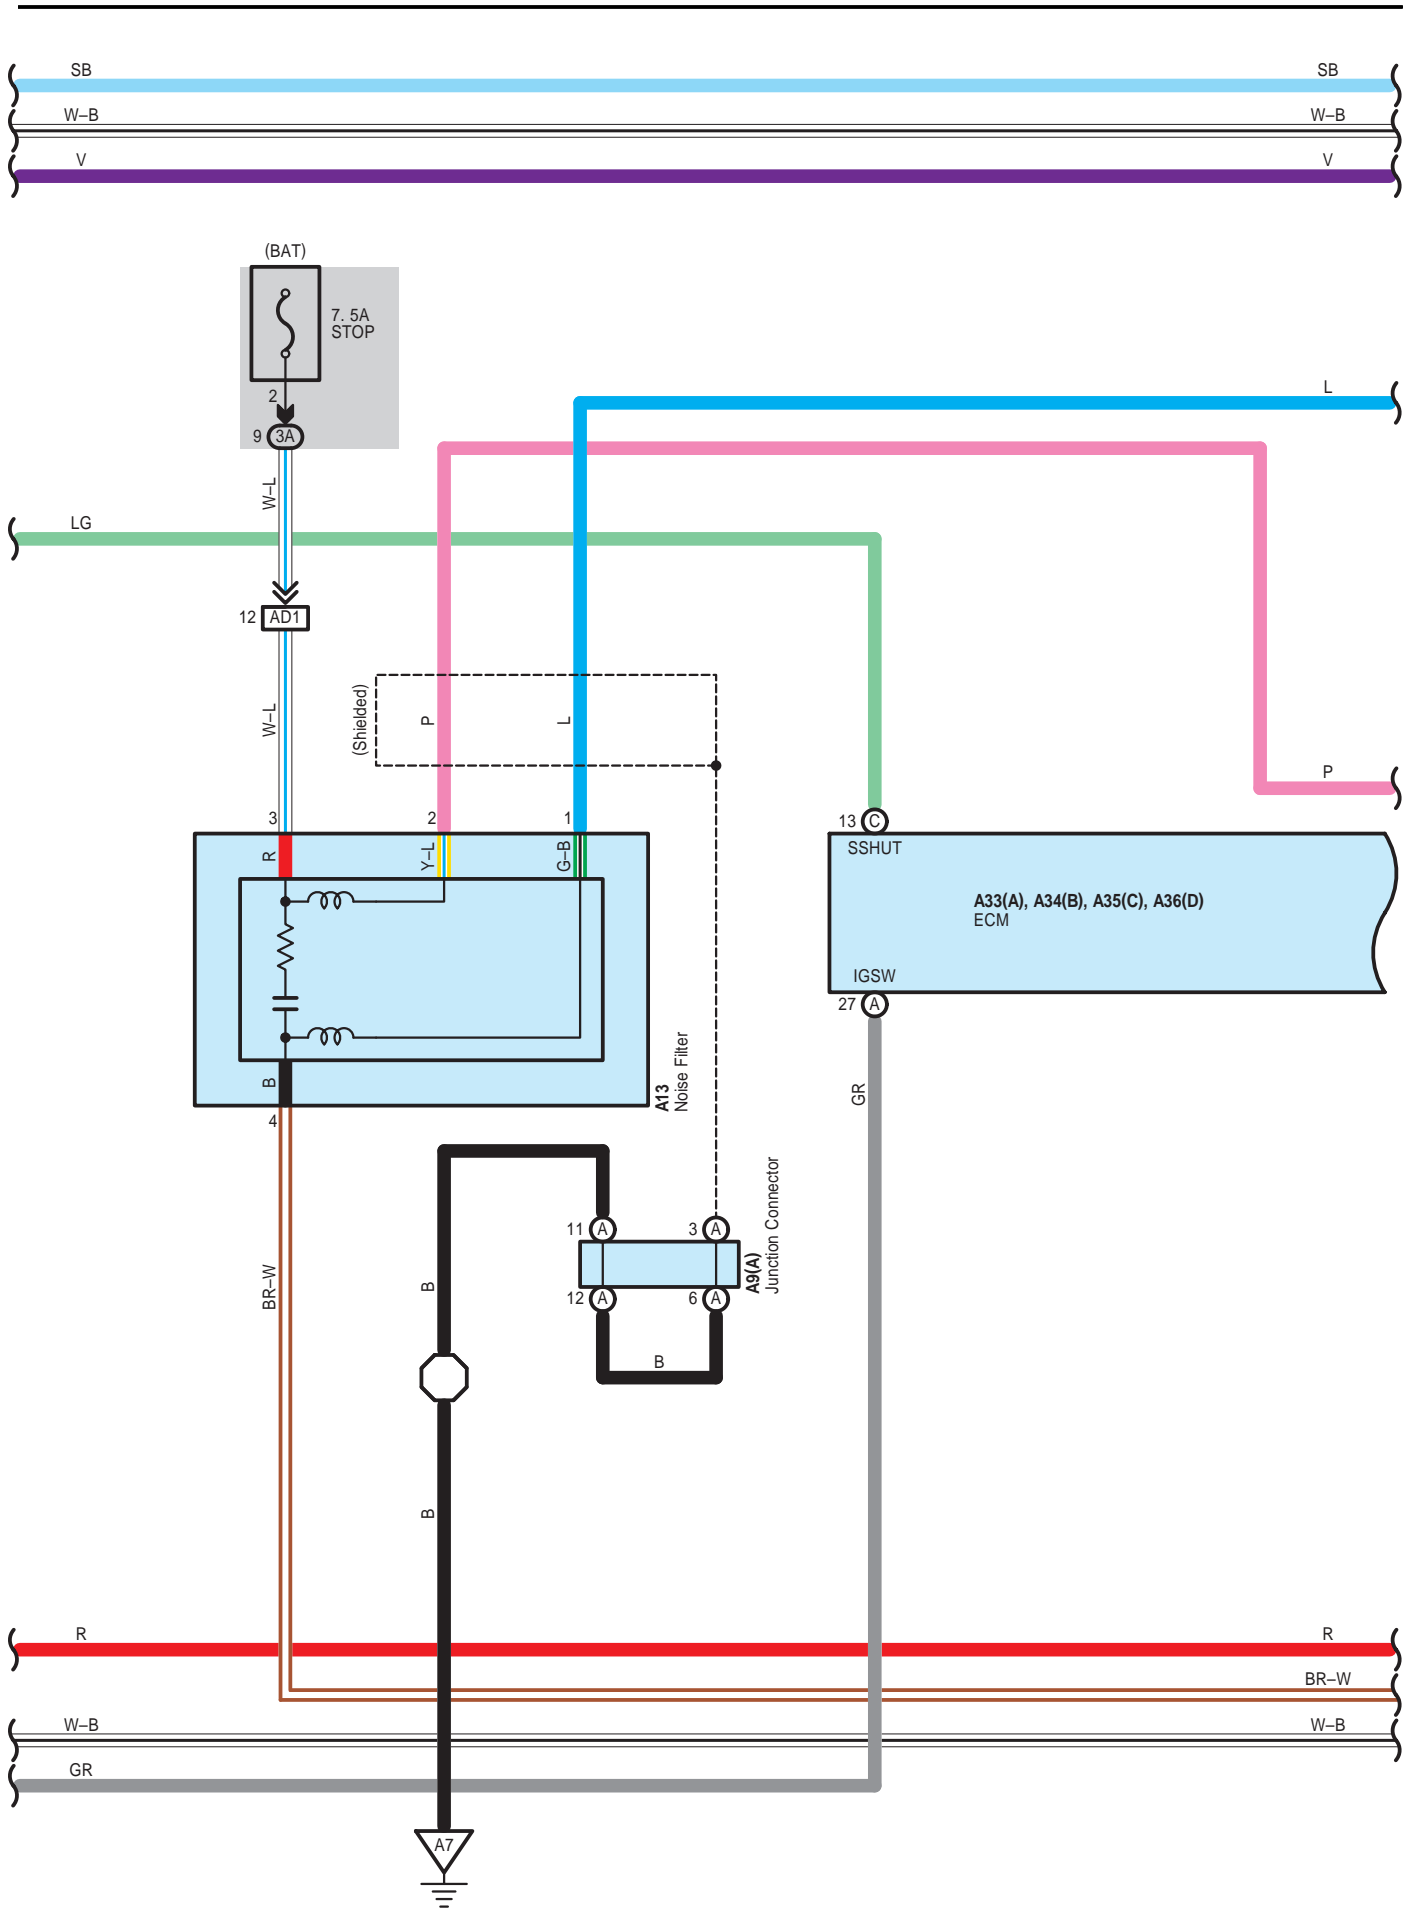 SB SB
W–B W–B
V V
(BAT)
7. 5A
STOP
2
9 3A
L
W–L
LG
12 AD1
(Shielded)
W–L
P
L
P
3 2 1
13 C
SSHUT
R
Y–L
G–B
A33(A), A34(B), A35(C), A36(D)
ECM
IGSW
27 A
B
4
A13
Noise Filter
GR
11 A 3 A
A9(A)
Junction Connector
12 A 6 A
BR–W
B
B
B
R R
BR–W
W–B W–B
GR
A7